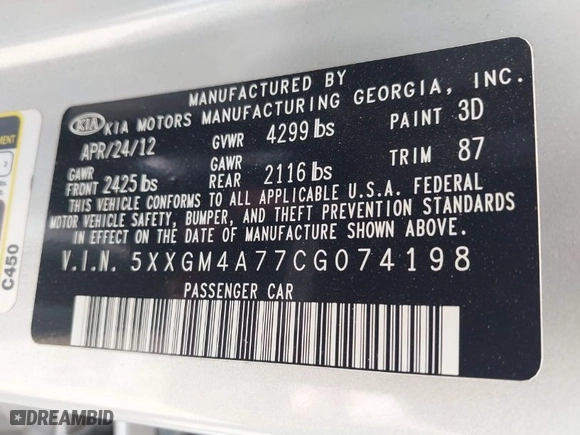 MANUFACTURED BY
KIA KIA MOTORS MANUFACTURING GEORGIA, INC.
APR/24/12 GVWR 4299 lbs PAINT 3D
GAWR FRONT 2425 lbs GAWR REAR 2116 lbs TRIM 87
THIS VEHICLE CONFORMS TO ALL APPLICABLE U.S.A. FEDERAL
MOTOR VEHICLE SAFETY, BUMPER, AND THEFT PREVENTION STANDARDS
IN EFFECT ON THE DATE OF MANUFACTURE SHOWN ABOVE.
V.I.N. 5XXGM4A77CG074198
PASSENGER CAR
C450
DREAMBID